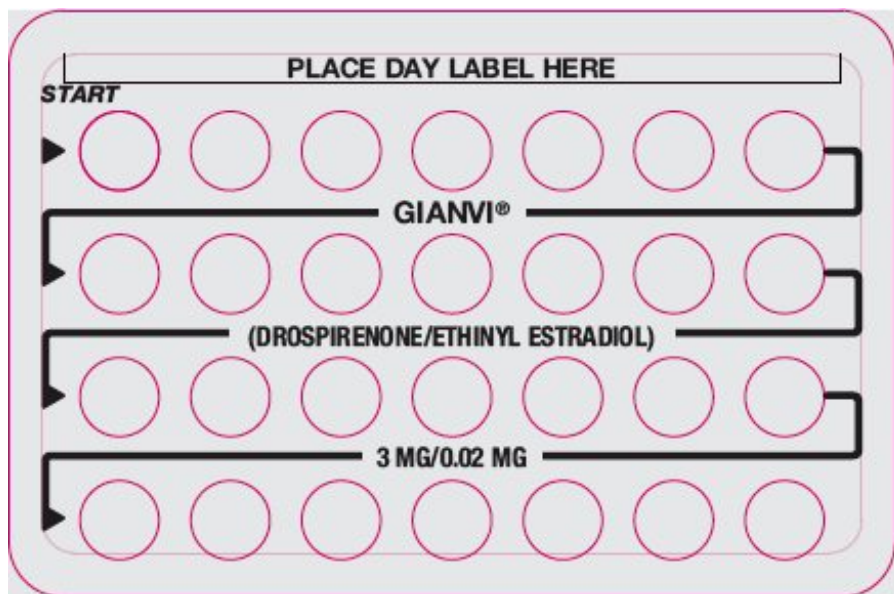 PLACE DAY LABEL HERE
START
GIANVI®
(DROSPIRENONE/ETHINYL ESTRADIOL)
3 MG/0.02 MG